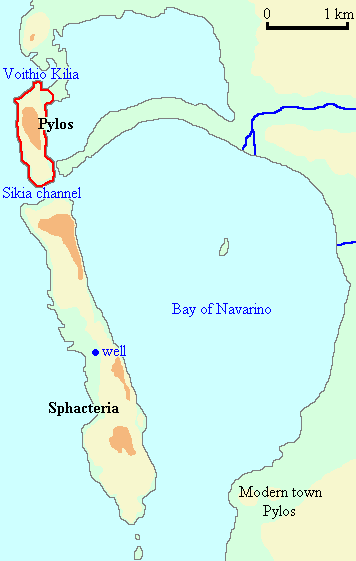 0 1 km
Voithio Kilia
Pylos
Sikia channel
Bay of Navarino
well
Sphacteria
Modern town
Pylos